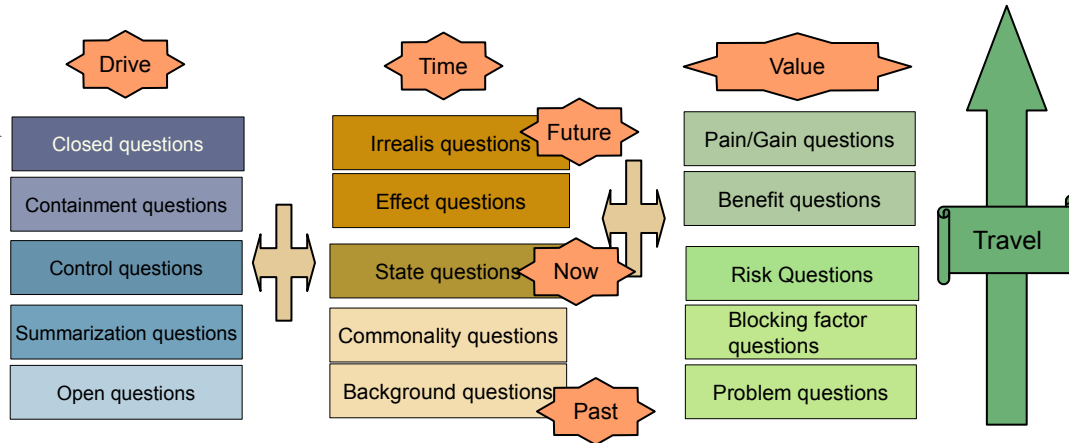 Drive
Closed questions
Containment questions
Control questions
Summarization questions
Open questions
Time
Future
Irrealis questions
Effect questions
State questions
Now
Commonality questions
Background questions
Past
Value
Pain/Gain questions
Benefit questions
Risk Questions
Blocking factor
questions
Problem questions
Travel